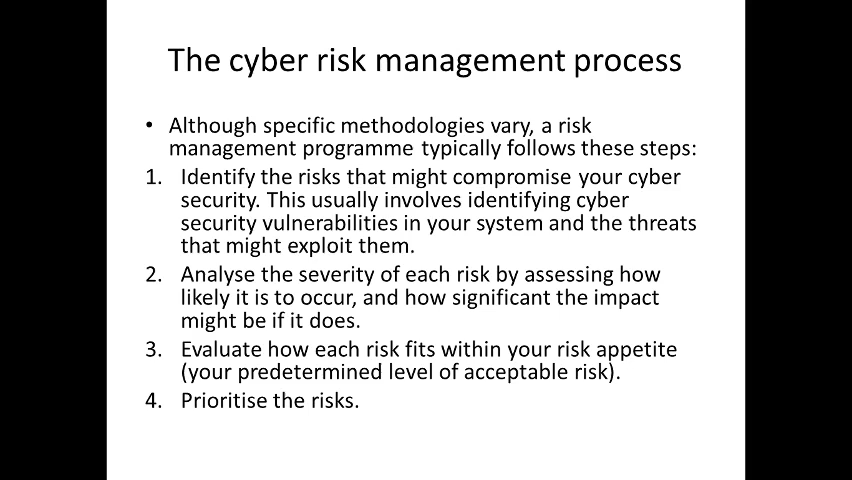 The cyber risk management process
• Although specific methodologies vary, a risk
management programme typically follows these steps:
1. Identify the risks that might compromise your cyber
security. This usually involves identifying cyber
security vulnerabilities in your system and the threats
that might exploit them.
2. Analyse the severity of each risk by assessing how
likely it is to occur, and how significant the impact
might be if it does.
3. Evaluate how each risk fits within your risk appetite
(your predetermined level of acceptable risk).
4. Prioritise the risks.